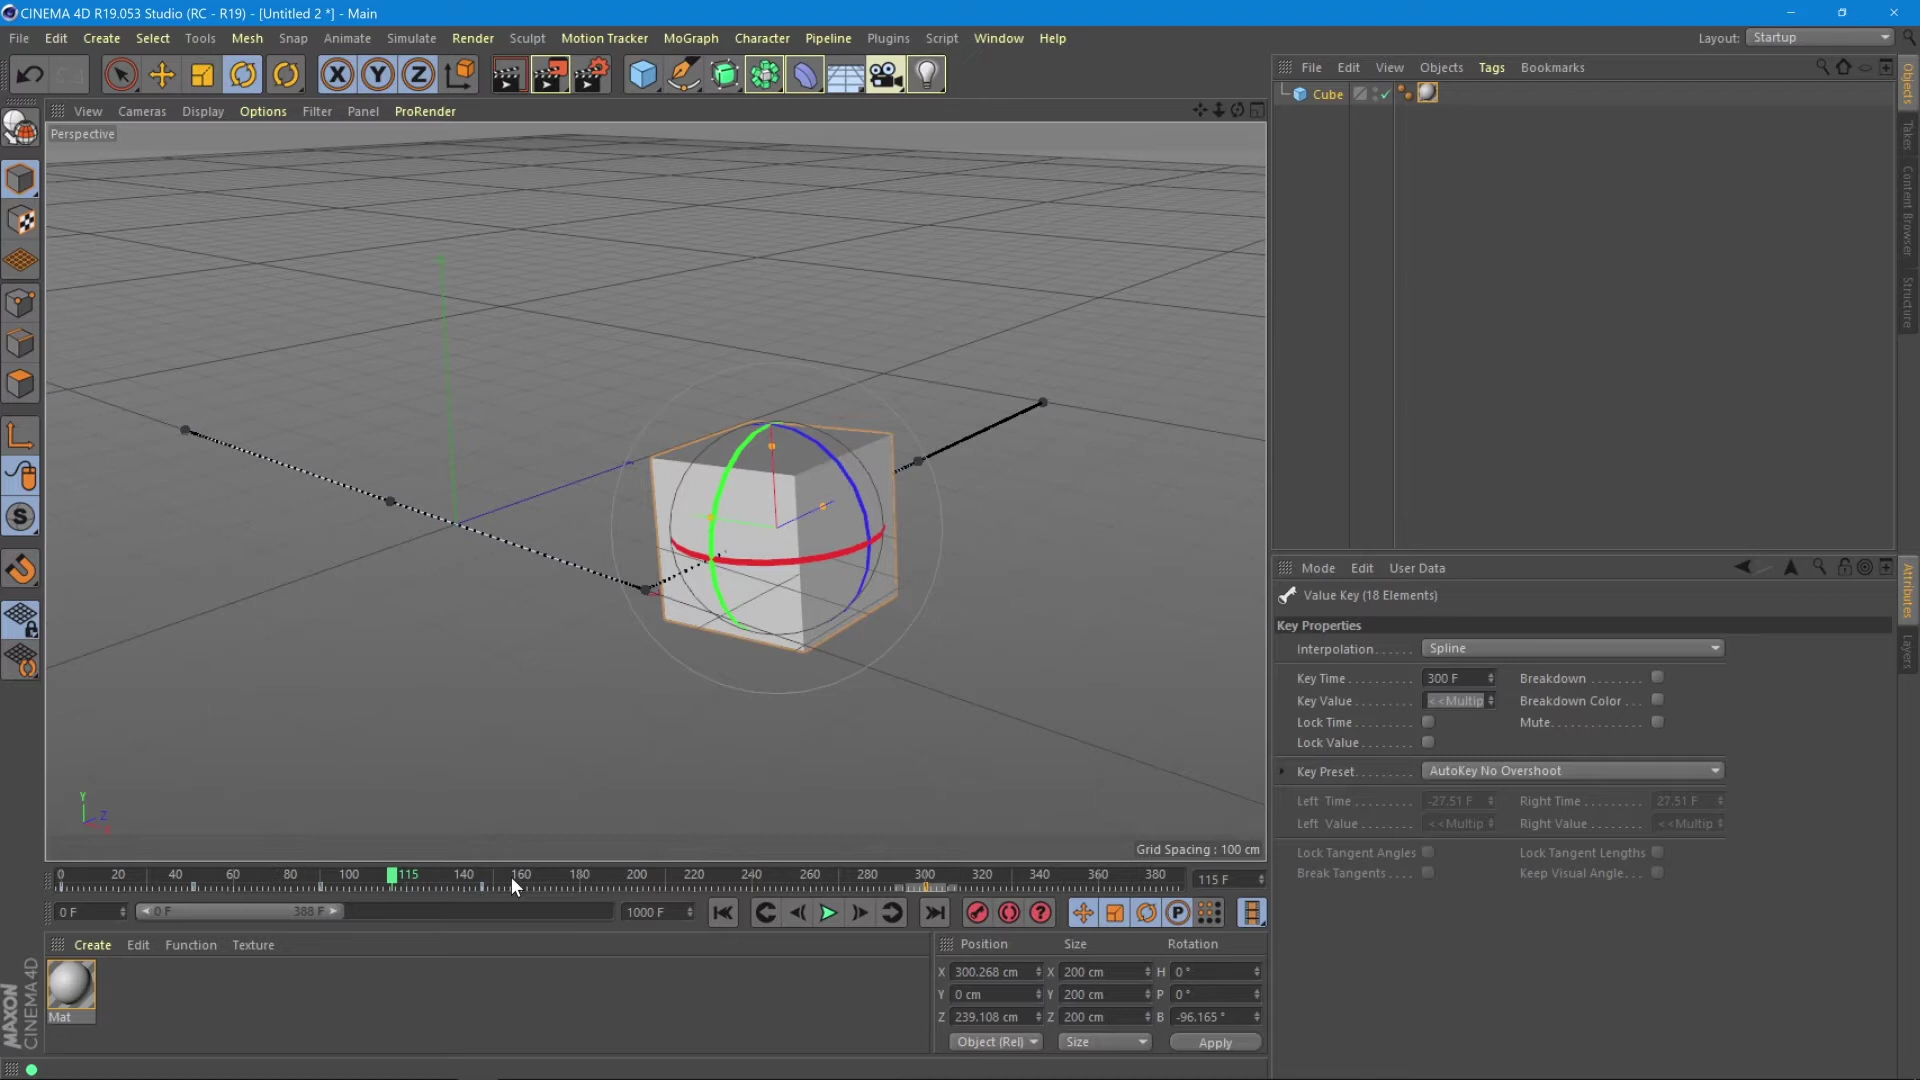 CINEMA 4D R19.053 Studio (RC - R19) - [Untitled 2 *] - Main
File Edit Create Select Tools Mesh Snap Animate Simulate Render Sculpt Motion Tracker MoGraph Character Pipeline Plugins Script Window Help
Layout: Startup
X Y Z
File Edit View Objects Tags Bookmarks
Cube
View Cameras Display Options Filter Panel ProRender
Perspective
Objects
Takes
Content Browser
Structure
Mode Edit User Data
Value Key (18 Elements)
Key Properties
Interpolation Spline
Key Time 300 F Breakdown
Key Value <<Multip Breakdown Color
Lock Time Mute
Lock Value
Key Preset AutoKey No Overshoot
Left Time -27.51 F Right Time 27.51 F
Left Value <<Multip Right Value <<Multip
Lock Tangent Angles Lock Tangent Lengths
Break Tangents Keep Visual Angle
Attributes
Layers
Y
Z
Grid Spacing : 100 cm
0 20 40 60 80 100 115 140 160 180 200 220 240 260 280 300 320 340 360 380 115 F
0 F 0 F 388 F 1000 F
P
Create Edit Function Texture
Mat
Position Size Rotation
X 300.268 cm X 200 cm H 0 °
Y 0 cm Y 200 cm P 0 °
Z 239.108 cm Z 200 cm B -96.165 °
Object (Rel) Size Apply
MAXON
CINEMA 4D